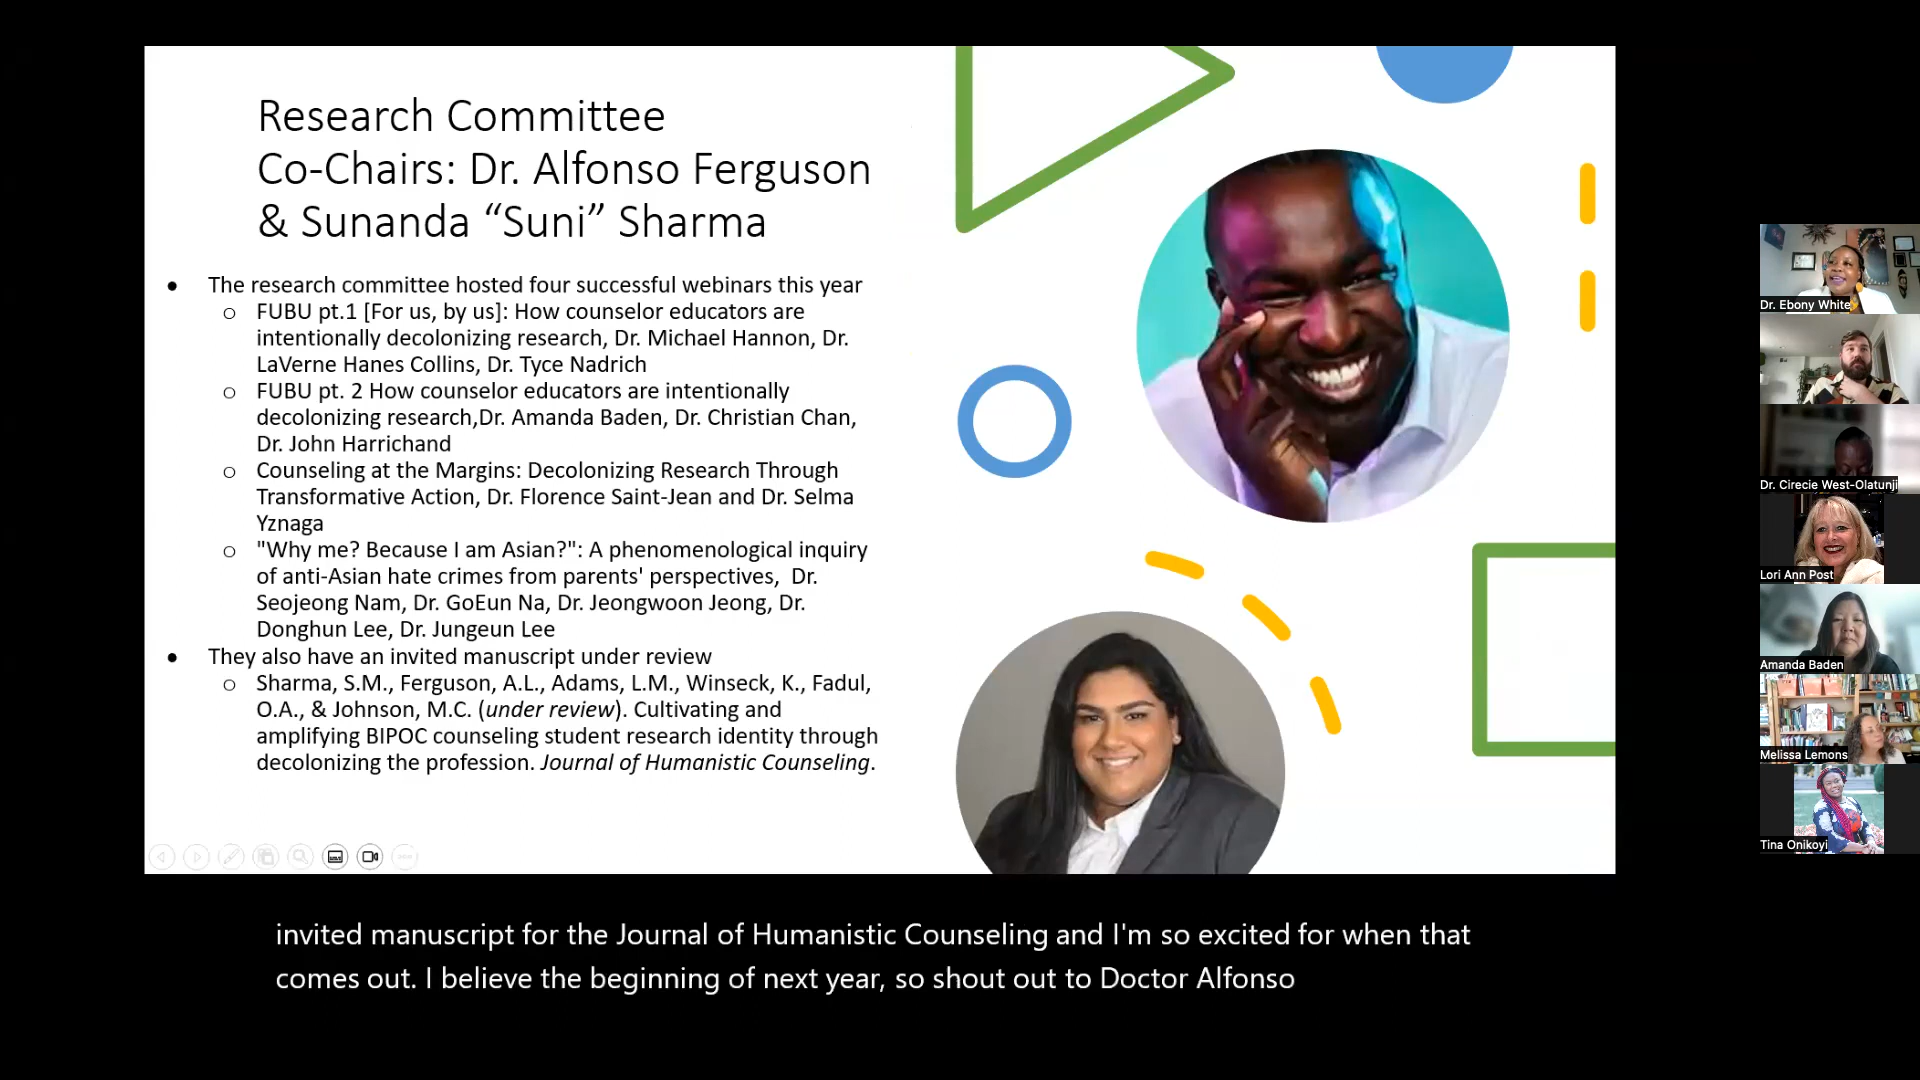 Research Committee
Co-Chairs: Dr. Alfonso Ferguson
& Sunanda “Suni” Sharma
• The research committee hosted four successful webinars this year
o FUBU pt.1 [For us, by us]: How counselor educators are
intentionally decolonizing research, Dr. Michael Hannon, Dr.
LaVerne Hanes Collins, Dr. Tyce Nadrich
o FUBU pt. 2 How counselor educators are intentionally
decolonizing research,Dr. Amanda Baden, Dr. Christian Chan,
Dr. John Harrichand
o Counseling at the Margins: Decolonizing Research Through
Transformative Action, Dr. Florence Saint-Jean and Dr. Selma
Yznaga
o "Why me? Because I am Asian?": A phenomenological inquiry
of anti-Asian hate crimes from parents' perspectives, Dr.
Seojeong Nam, Dr. GoEun Na, Dr. Jeongwoon Jeong, Dr.
Donghun Lee, Dr. Jungeun Lee
• They also have an invited manuscript under review
o Sharma, S.M., Ferguson, A.L., Adams, L.M., Winseck, K., Fadul,
O.A., & Johnson, M.C. (under review). Cultivating and
amplifying BIPOC counseling student research identity through
decolonizing the profession. Journal of Humanistic Counseling.
Dr. Ebony White
Dr. Cirecie West-Olatunji
Lori Ann Post
Amanda Baden
Melissa Lemons
Tina Onikoyi
invited manuscript for the Journal of Humanistic Counseling and I'm so excited for when that
comes out. I believe the beginning of next year, so shout out to Doctor Alfonso